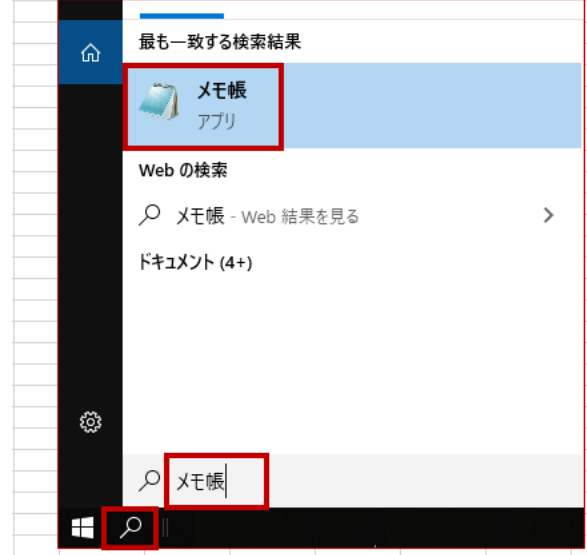 最も一致する検索結果
メモ帳
アプリ
Web の検索
メモ帳 - Web 結果を見る
ドキュメント (4+)
メモ帳